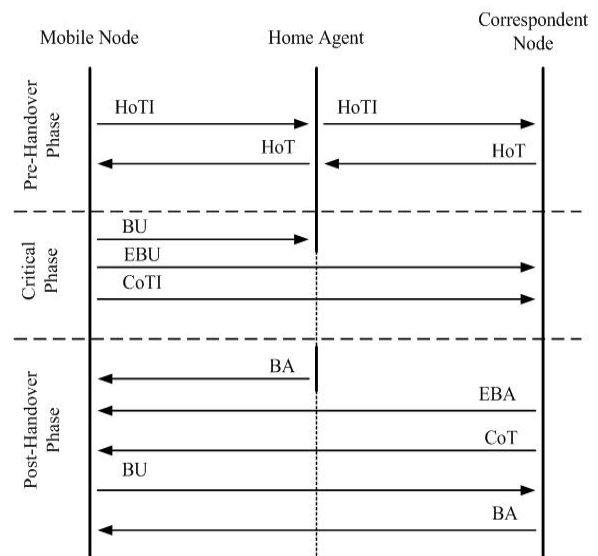 Mobile Node
Home Agent
Correspondent
Node
Pre-Handover
Phase
HoTI
HoTI
HoT
HoT
Critical
Phase
BU
EBU
CoTI
Post-Handover
Phase
BA
EBA
CoT
BU
BA